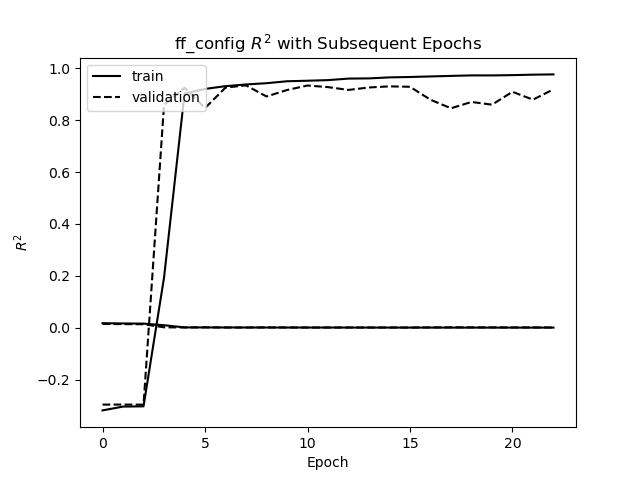 ff_config R² with Subsequent Epochs
train
validation
1.0
0.8
0.6
0.4
0.2
0.0
−0.2
R²
0
5
10
15
20
Epoch